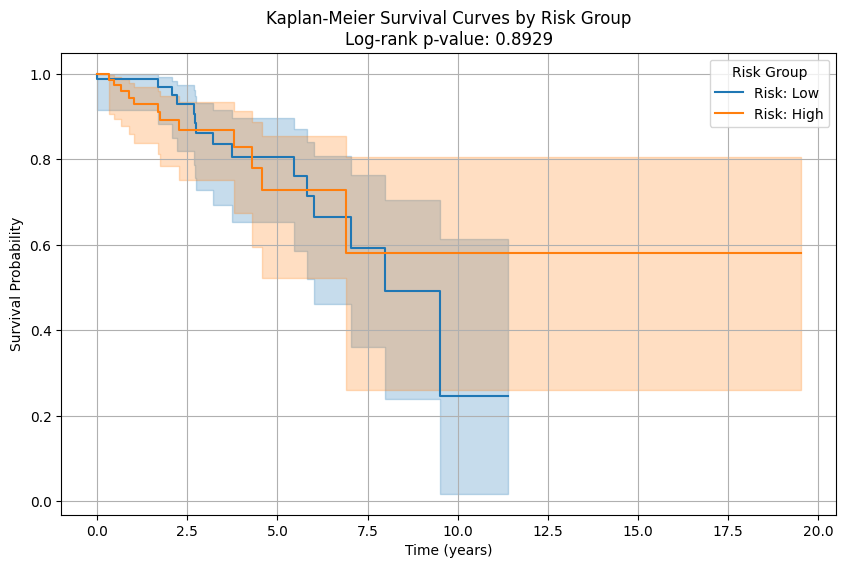 Kaplan-Meier Survival Curves by Risk Group
Log-rank p-value: 0.8929
Risk Group
Risk: Low
Risk: High
Survival Probability
1.0
0.8
0.6
0.4
0.2
0.0
0.0 2.5 5.0 7.5 10.0 12.5 15.0 17.5 20.0
Time (years)